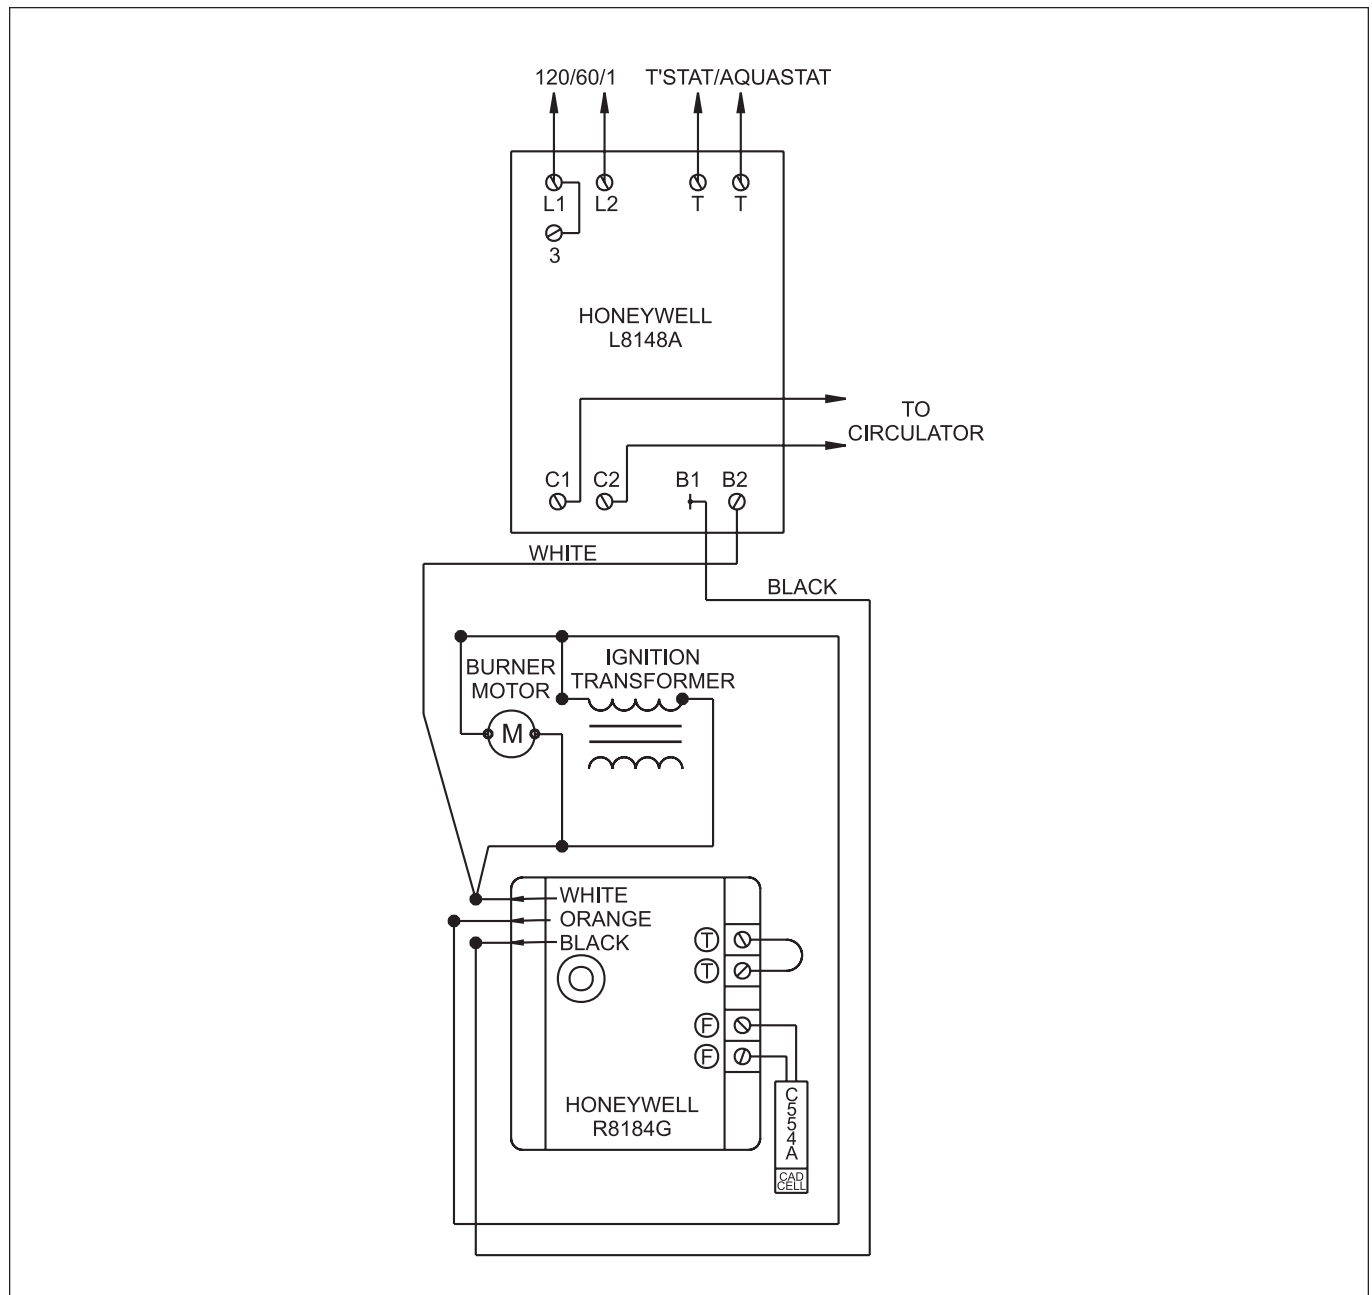 120/60/1 T'STAT/AQUASTAT
L1 L2 T T
3
HONEYWELL
L8148A
TO
CIRCULATOR
C1 C2 B1 B2
WHITE
BLACK
BURNER
MOTOR
IGNITION
TRANSFORMER
M
WHITE
ORANGE
BLACK
T
T
F
F
HONEYWELL
R8184G
C554A
CAD
CELL